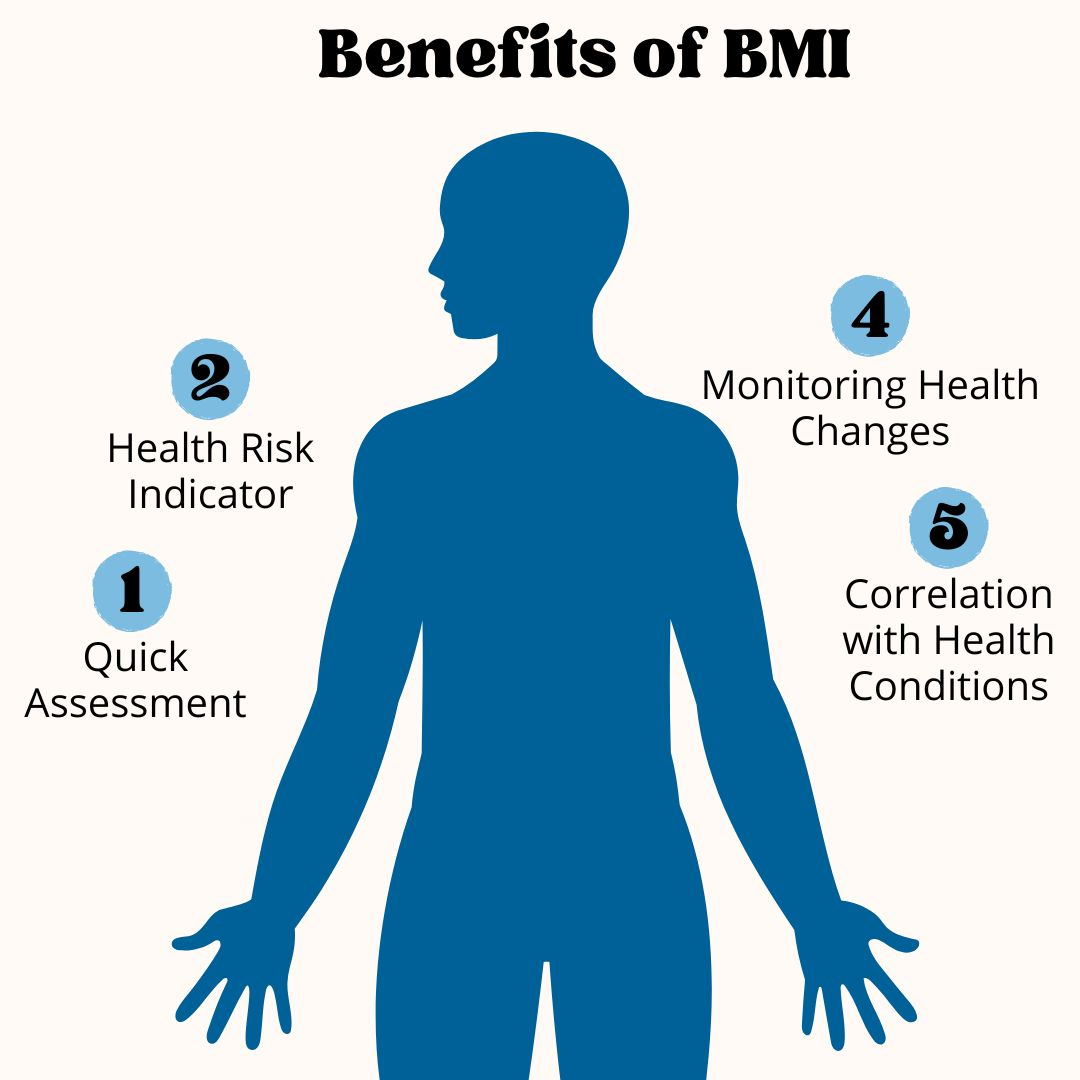 Benefits of BMI
2
Health Risk
Indicator
1
Quick
Assessment
4
Monitoring Health
Changes
5
Correlation
with Health
Conditions